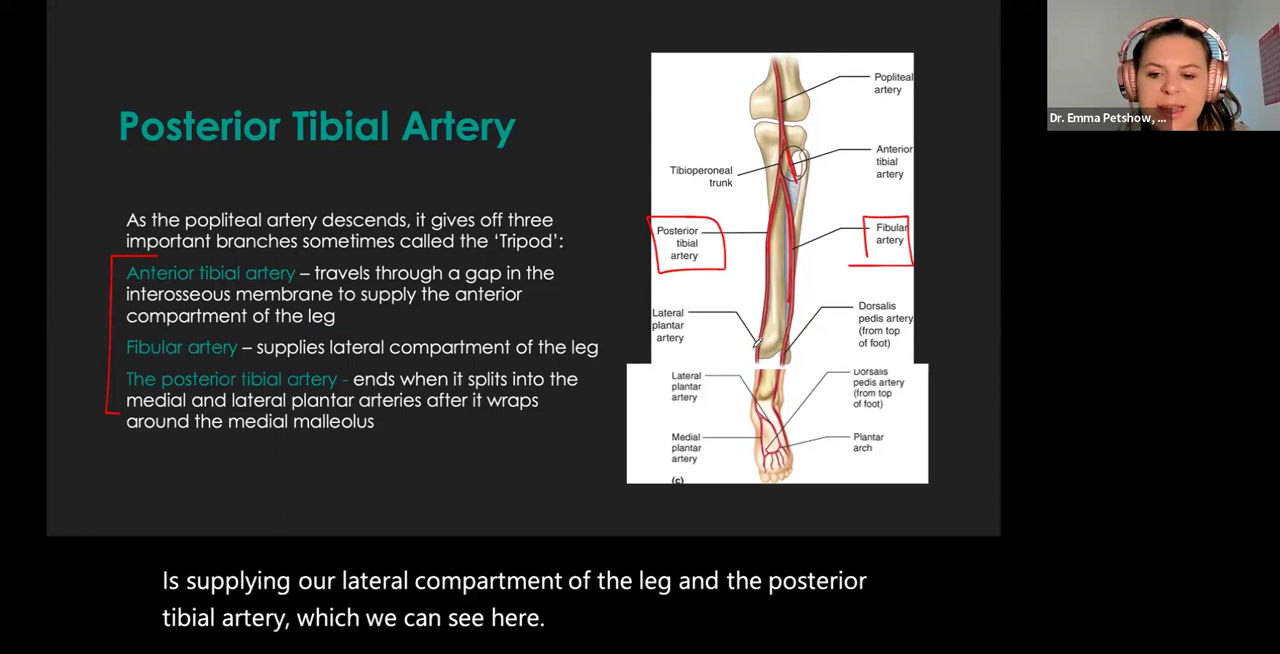 Posterior Tibial Artery
As the popliteal artery descends, it gives off three
important branches sometimes called the ‘Tripod’:
Anterior tibial artery – travels through a gap in the
interosseous membrane to supply the anterior
compartment of the leg
Fibular artery – supplies lateral compartment of the leg
The posterior tibial artery - ends when it splits into the
medial and lateral plantar arteries after it wraps
around the medial malleolus
Popliteal
artery
Anterior
tibial
artery
Tibioperoneal
trunk
Posterior
tibial
artery
Fibular
artery
Lateral
plantar
artery
Dorsalis
pedis artery
(from top
of foot)
Lateral
plantar
artery
Dorsalis
pedis artery
(from top
of foot)
Medial
plantar
artery
Plantar
arch
(c)
Dr. Emma Petshow, ...
Is supplying our lateral compartment of the leg and the posterior
tibial artery, which we can see here.